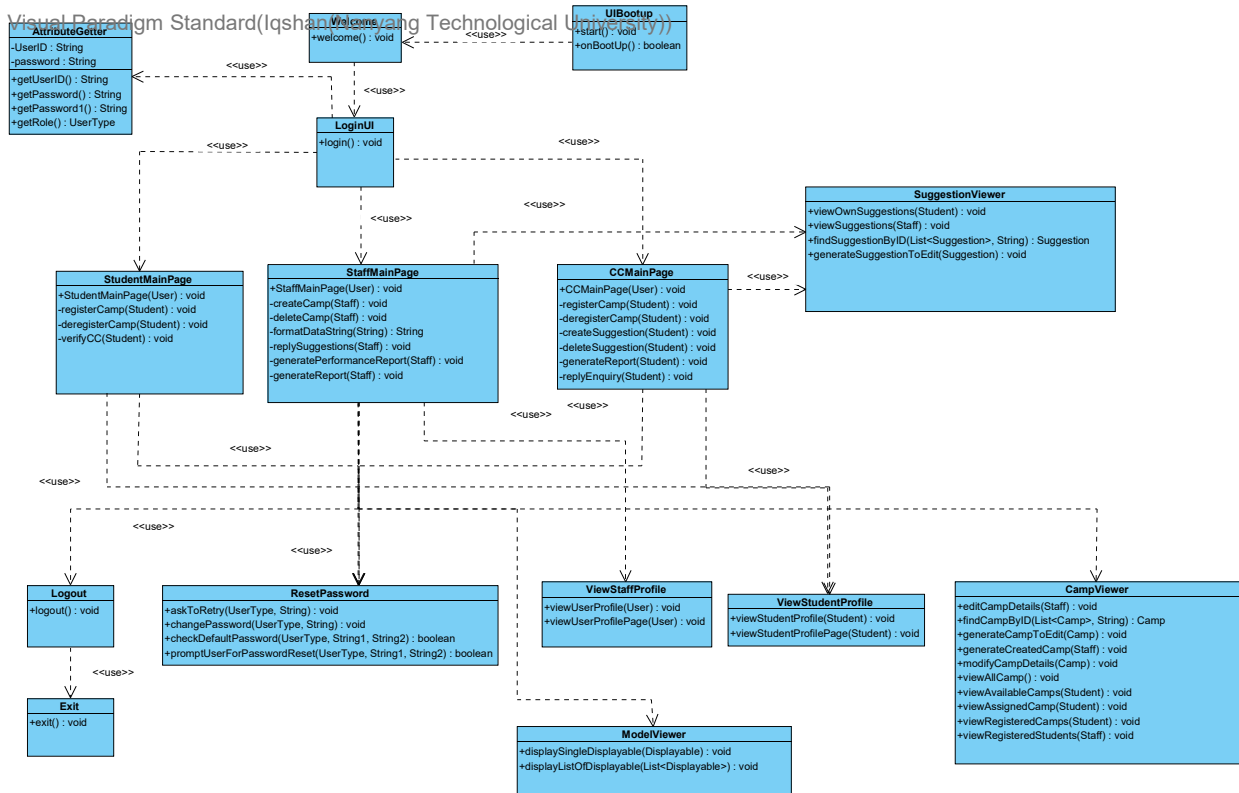 Visual Paradigm Standard(Iqshan(Nanyang Technological University))
AttributeGetter
-UserID : String
-password : String
+getUserID() : String
+getPassword() : String
+getPassword1() : String
+getRole() : UserType
Welcome
+welcome() : void
UIBootup
+start() : void
+onBootUp() : boolean
<<use>>
<<use>>
<<use>>
LoginUI
+login() : void
<<use>>
<<use>>
<<use>>
SuggestionViewer
+viewOwnSuggestions(Student) : void
+viewSuggestions(Staff) : void
+findSuggestionByID(List<Suggestion>, String) : Suggestion
+generateSuggestionToEdit(Suggestion) : void
<<use>>
<<use>>
StudentMainPage
+StudentMainPage(User) : void
-registerCamp(Student) : void
-deregisterCamp(Student) : void
-verifyCC(Student) : void
StaffMainPage
+StaffMainPage(User) : void
-createCamp(Staff) : void
-deleteCamp(Staff) : void
-formatDataString(String) : String
-replySuggestions(Staff) : void
-generatePerformanceReport(Staff) : void
-generateReport(Staff) : void
CCMainPage
+CCMainPage(User) : void
-registerCamp(Student) : void
-deregisterCamp(Student) : void
-createSuggestion(Student) : void
-deleteSuggestion(Student) : void
-generateReport(Student) : void
-replyEnquiry(Student) : void
<<use>>
<<use>>
<<use>>
<<use>>
<<use>>
<<use>>
<<use>>
Logout
+logout() : void
<<use>>
Exit
+exit() : void
ResetPassword
+askToRetry(UserType, String) : void
+changePassword(UserType, String) : void
+checkDefaultPassword(UserType, String1, String2) : boolean
+promptUserForPasswordReset(UserType, String1, String2) : boolean
ViewStaffProfile
+viewUserProfile(User) : void
+viewUserProfilePage(User) : void
ViewStudentProfile
+viewStudentProfile(Student) : void
+viewStudentProfilePage(Student) : void
CampViewer
+editCampDetails(Staff) : void
+findCampByID(List<Camp>, String) : Camp
+generateCampToEdit(Camp) : void
+generateCreatedCamp(Staff) : void
+modifyCampDetails(Camp) : void
+viewAllCamp() : void
+viewAvailableCamps(Student) : void
+viewAssignedCamp(Student) : void
+viewRegisteredCamps(Student) : void
+viewRegisteredStudents(Staff) : void
ModelViewer
+displaySingleDisplayable(Displayable) : void
+displayListOfDisplayable(List<Displayable>) : void